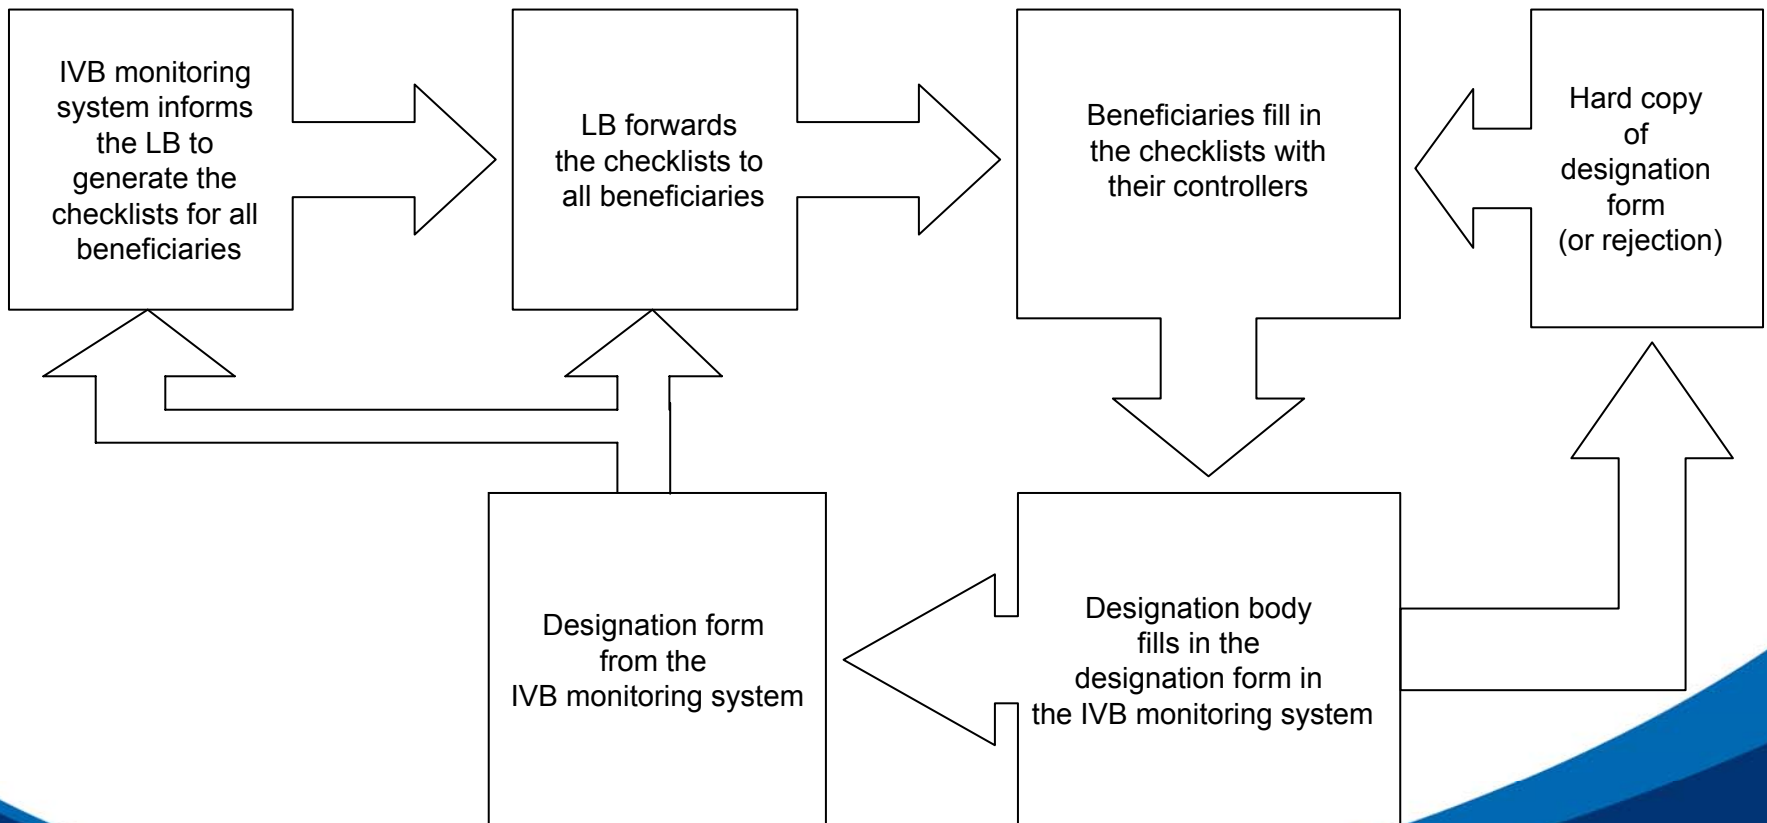 IVB monitoring
system informs
the LB to
generate the
checklists for all
beneficiaries
LB forwards
the checklists to
all beneficiaries
Beneficiaries fill in
the checklists with
their controllers
Hard copy
of
designation
form
(or rejection)
Designation form
from the
IVB monitoring system
Designation body
fills in the
designation form in
the IVB monitoring system